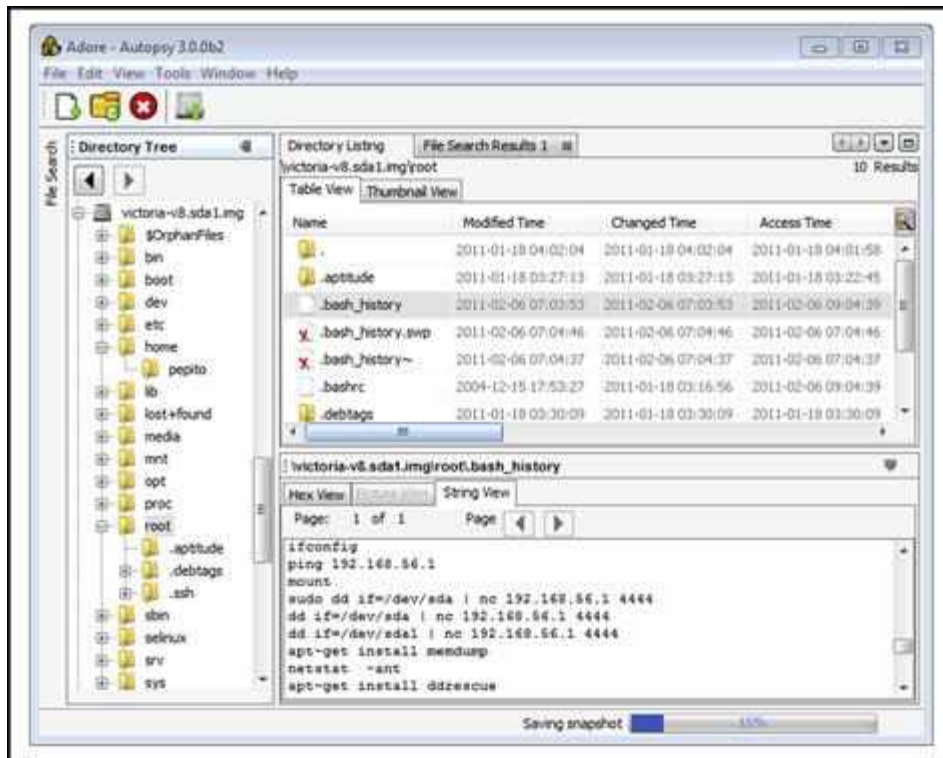 Adore - Autopsy 3.0.0b2
File Edit View Tools Window Help
File Search
Directory Tree
victoria-v8.sda1.img
$OrphanFiles
bin
boot
dev
etc
home
pepito
lib
lost+found
media
mnt
opt
proc
root
.aptitude
.debtags
.ssh
sbin
selinux
srv
sys
Directory Listing File Search Results 1
\victoria-v8.sda1.img\root
10 Results
Table View Thumbnail View
Name Modified Time Changed Time Access Time
. 2011-01-18 04:02:04 2011-01-18 04:02:04 2011-01-18 04:01:58
.aptitude 2011-01-18 03:27:13 2011-01-18 03:27:13 2011-01-18 03:22:45
.bash_history 2011-02-06 07:03:53 2011-02-06 07:03:53 2011-02-06 09:04:39
.bash_history.swp 2011-02-06 07:04:46 2011-02-06 07:04:46 2011-02-06 07:04:46
.bash_history~ 2011-02-06 07:04:37 2011-02-06 07:04:37 2011-02-06 07:04:37
.bashrc 2004-12-15 17:53:27 2011-01-18 03:16:56 2011-02-06 09:04:39
.debtags 2011-01-18 03:30:09 2011-01-18 03:30:09 2011-01-18 03:30:09
\victoria-v8.sda1.img\root\.bash_history
Hex View String View
Page: 1 of 1 Page
ifconfig
ping 192.168.56.1
mount
sudo dd if=/dev/sda | nc 192.168.56.1 4444
dd if=/dev/sda | nc 192.168.56.1 4444
dd if=/dev/sda1 | nc 192.168.56.1 4444
apt-get install memdump
netstat -ant
apt-get install ddrescue
Saving snapshot